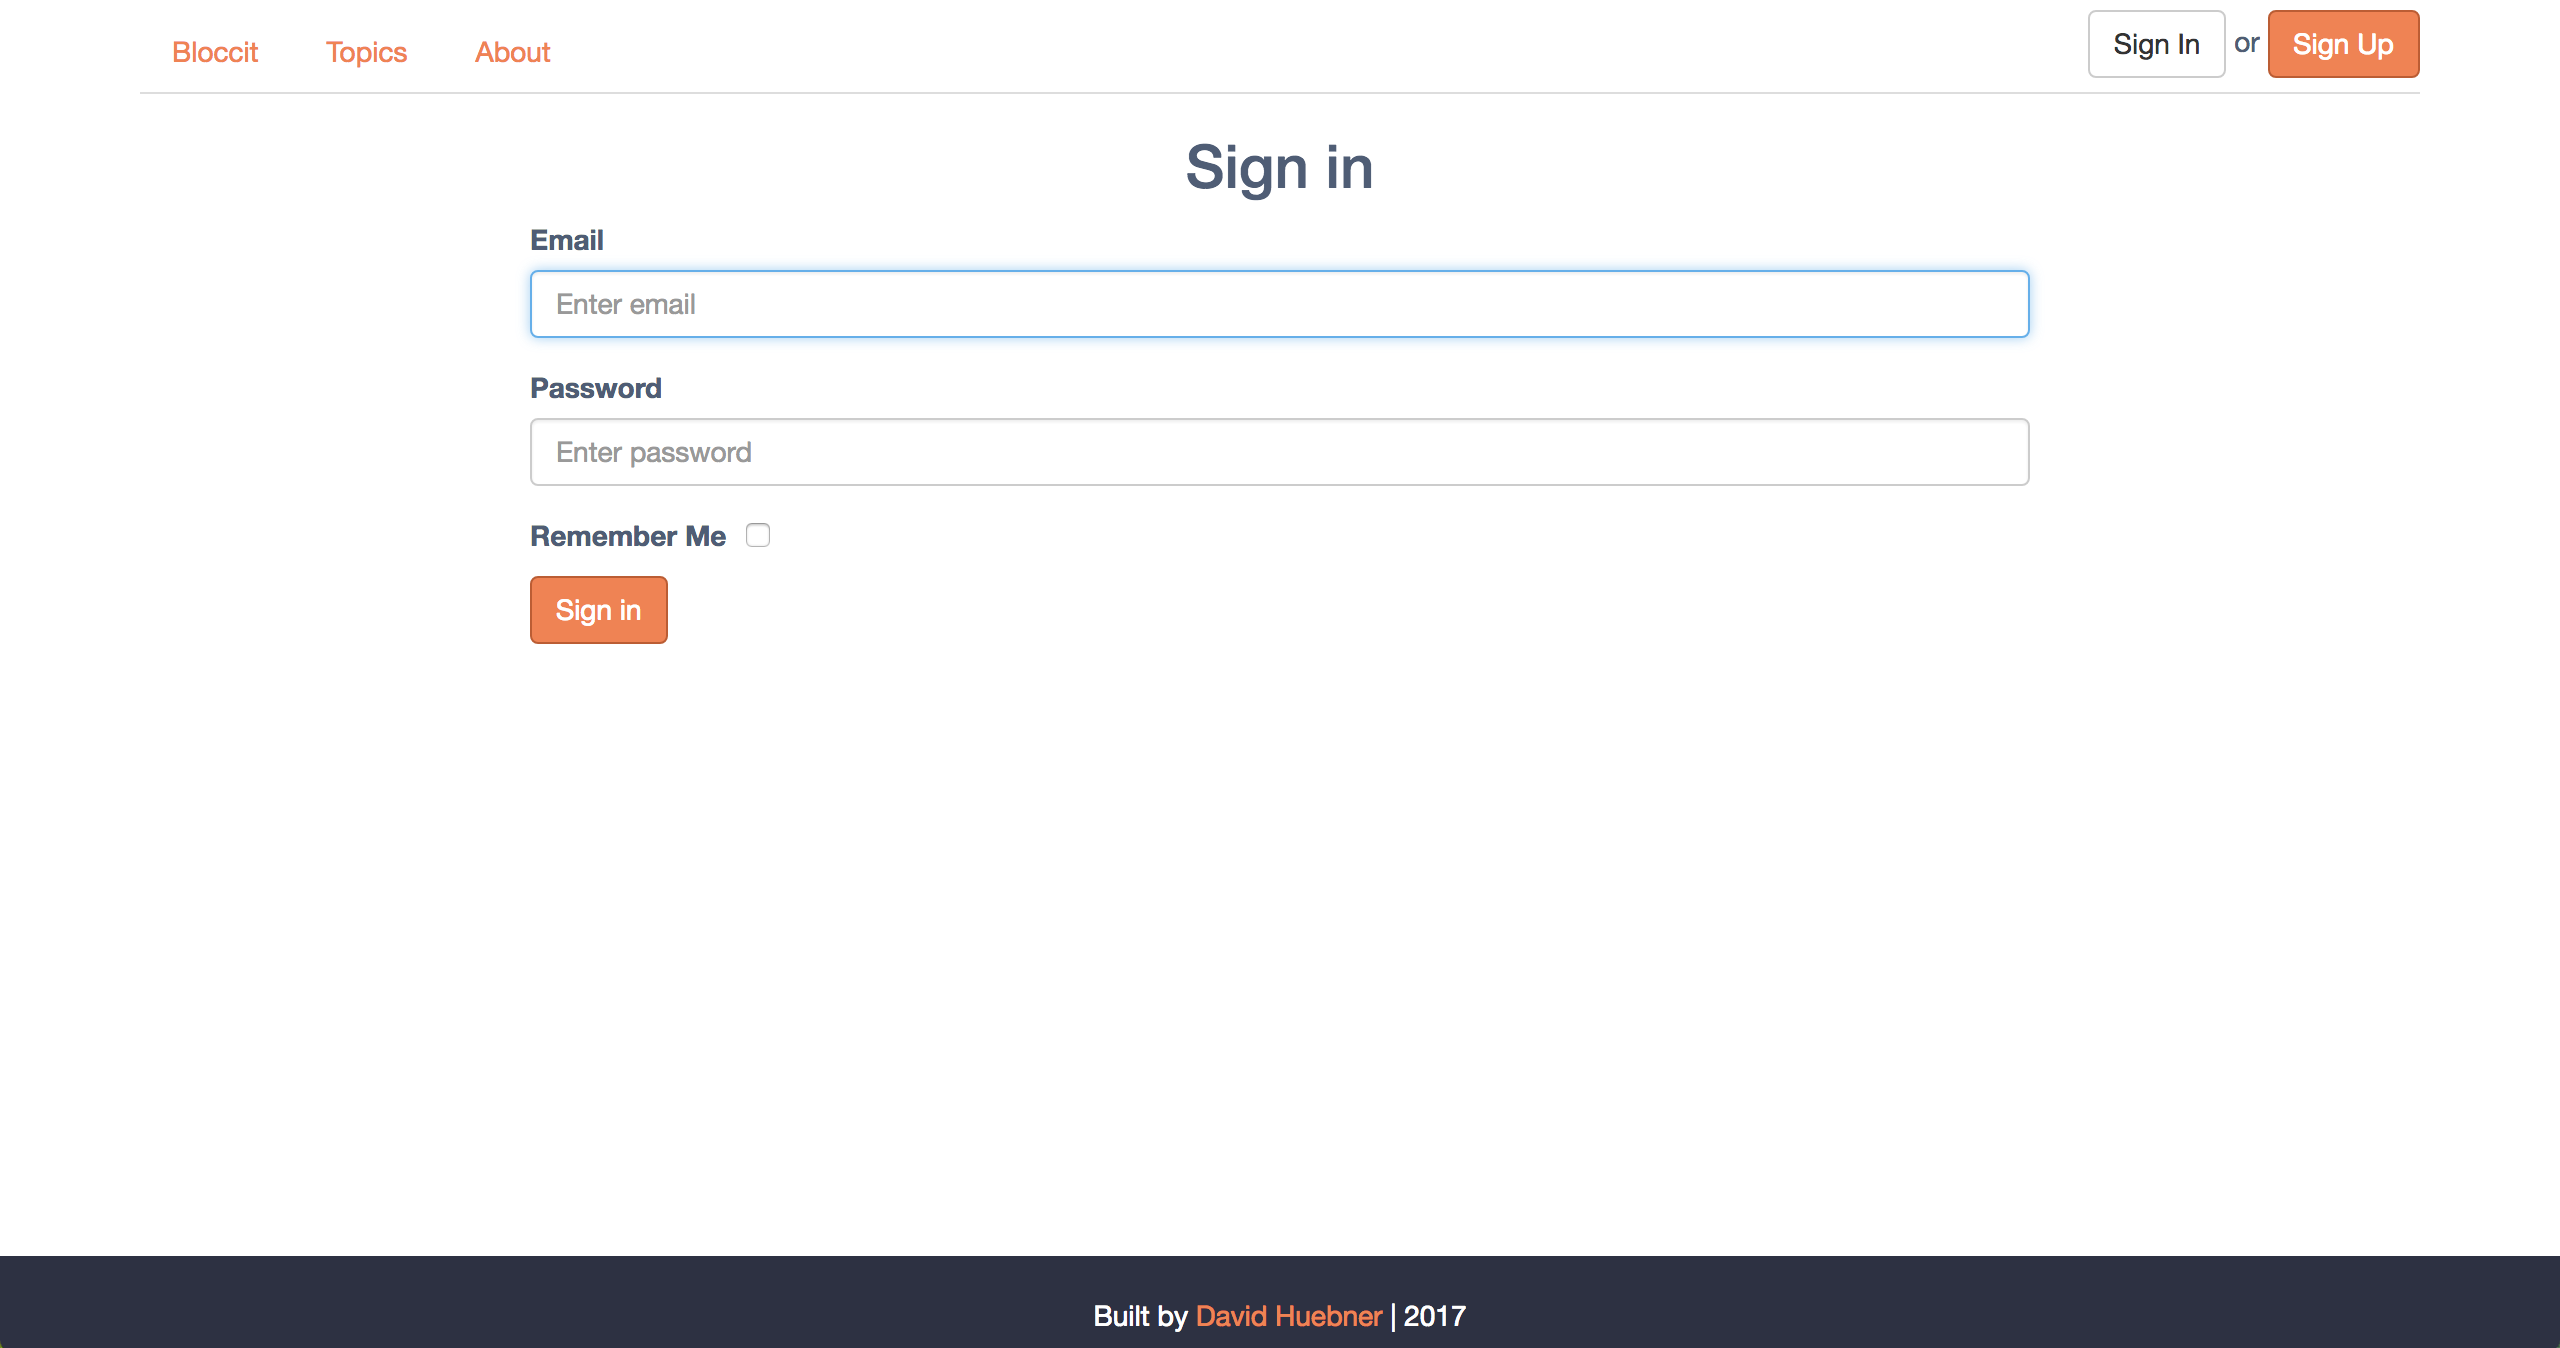 Bloccit Topics About Sign In or Sign Up
Sign in
Email
Enter email
Password
Enter password
Remember Me
Sign in
Built by David Huebner | 2017